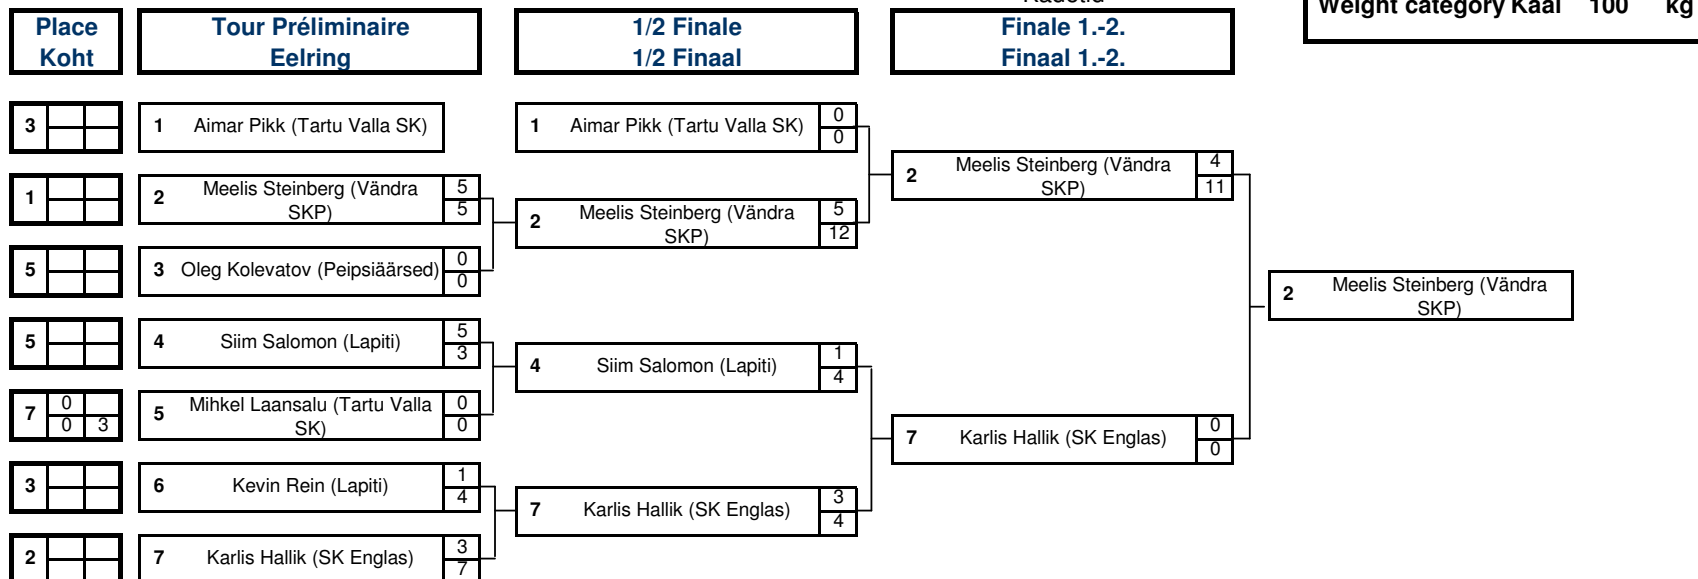 Weight category Kaal 100 kg
Place
Koht
Tour Préliminaire
Eelring
1/2 Finale
1/2 Finaal
Finale 1.-2.
Finaal 1.-2.
3
1 Aimar Pikk (Tartu Valla SK)
1 Aimar Pikk (Tartu Valla SK) 0
0
2 Meelis Steinberg (Vändra
SKP)
4
11
1
2 Meelis Steinberg (Vändra
SKP)
5
5
2 Meelis Steinberg (Vändra
SKP)
5
12
5
3 Oleg Kolevatov (Peipsiäärsed) 0
0
2 Meelis Steinberg (Vändra
SKP)
5
4 Siim Salomon (Lapiti) 5
3
4 Siim Salomon (Lapiti) 1
4
7 0
0 3
5 Mihkel Laansalu (Tartu Valla
SK)
0
0
7 Karlis Hallik (SK Englas) 0
0
3
6 Kevin Rein (Lapiti) 1
4
7 Karlis Hallik (SK Englas) 3
4
2
7 Karlis Hallik (SK Englas) 3
7